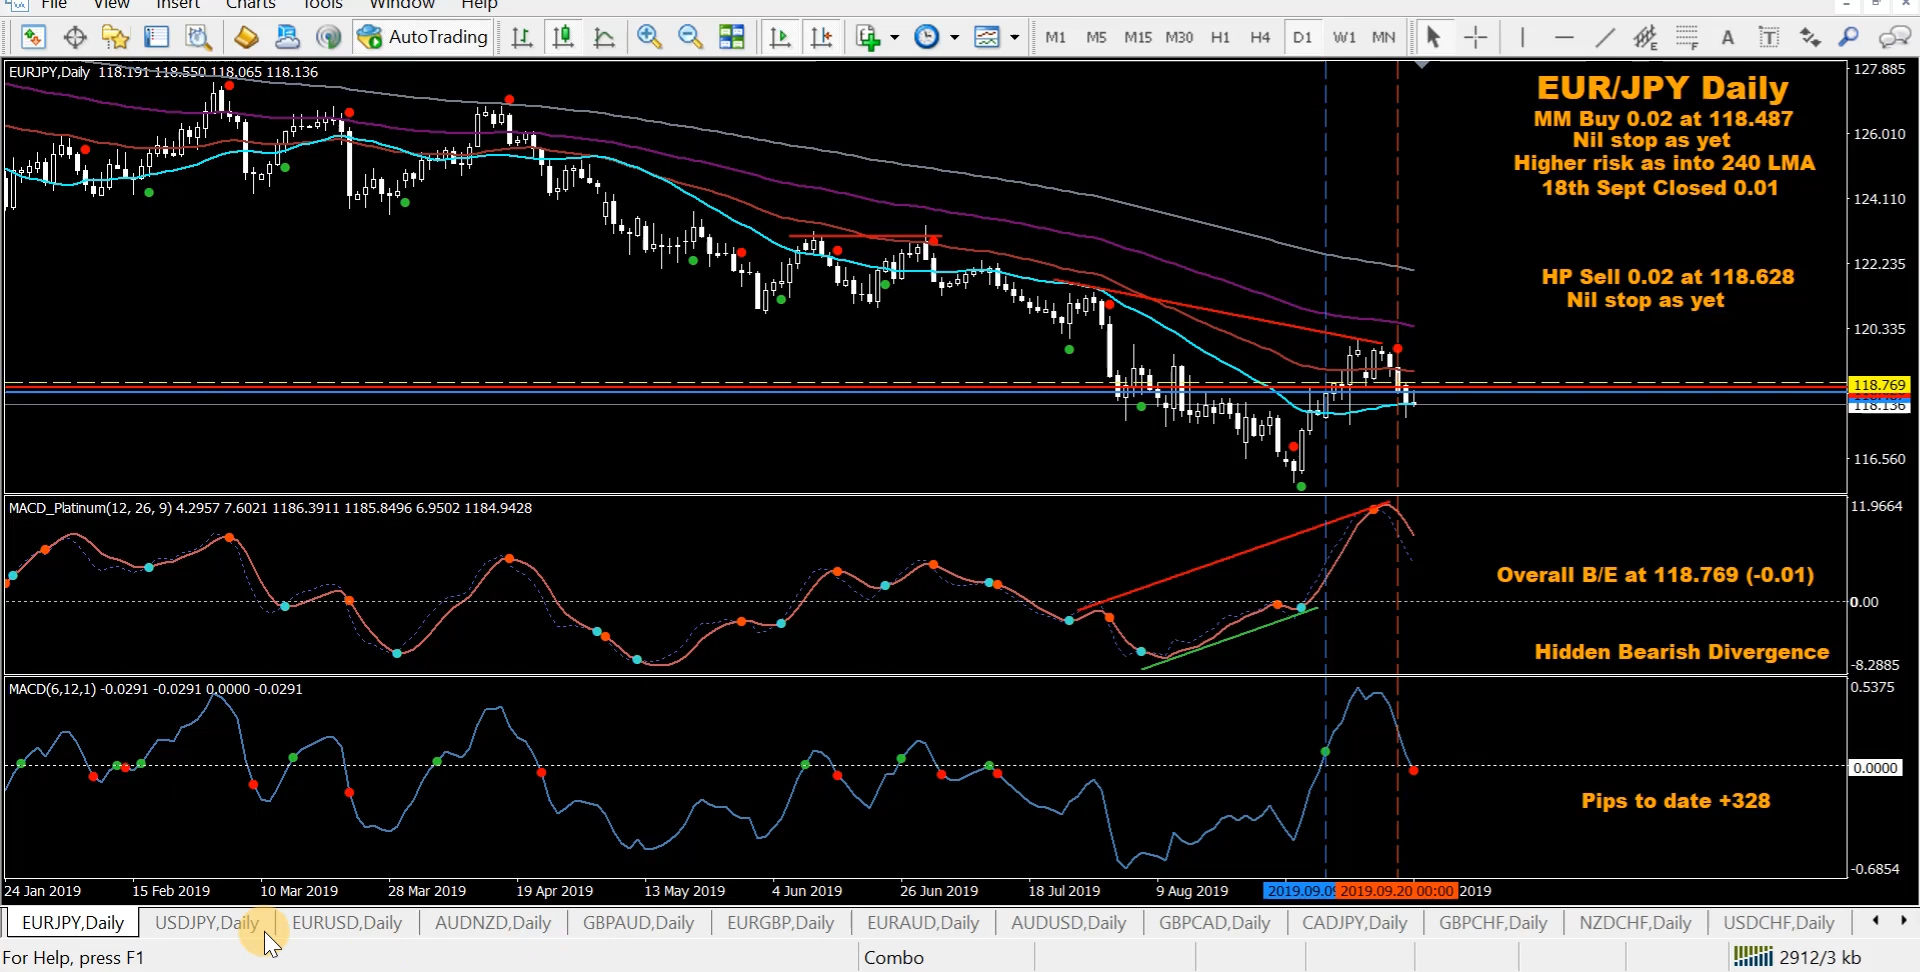 File View Insert Charts Tools Window Help
AutoTrading M1 M5 M15 M30 H1 H4 D1 W1 MN
EURJPY,Daily 118.191 118.550 118.065 118.136
127.885
EUR/JPY Daily
MM Buy 0.02 at 118.487
126.010
Nil stop as yet
Higher risk as into 240 LMA
18th Sept Closed 0.01
124.110
122.235
HP Sell 0.02 at 118.628
Nil stop as yet
120.335
118.769
118.136
116.560
MACD_Platinum(12, 26, 9) 4.2957 7.6021 1186.3911 1185.8496 6.9502 1184.9428
11.9664
Overall B/E at 118.769 (-0.01)
0.00
Hidden Bearish Divergence
-8.2885
MACD(6,12,1) -0.0291 -0.0291 0.0000 -0.0291
0.5375
0.0000
Pips to date +328
-0.6854
24 Jan 2019 15 Feb 2019 10 Mar 2019 28 Mar 2019 19 Apr 2019 13 May 2019 4 Jun 2019 26 Jun 2019 18 Jul 2019 9 Aug 2019 2019.09.09 2019.09.20 00:00 2019
EURJPY,Daily USDJPY,Daily EURUSD,Daily AUDNZD,Daily GBPAUD,Daily EURGBP,Daily EURAUD,Daily AUDUSD,Daily GBPCAD,Daily CADJPY,Daily GBPCHF,Daily NZDCHF,Daily USDCHF,Daily
For Help, press F1
Combo
2912/3 kb